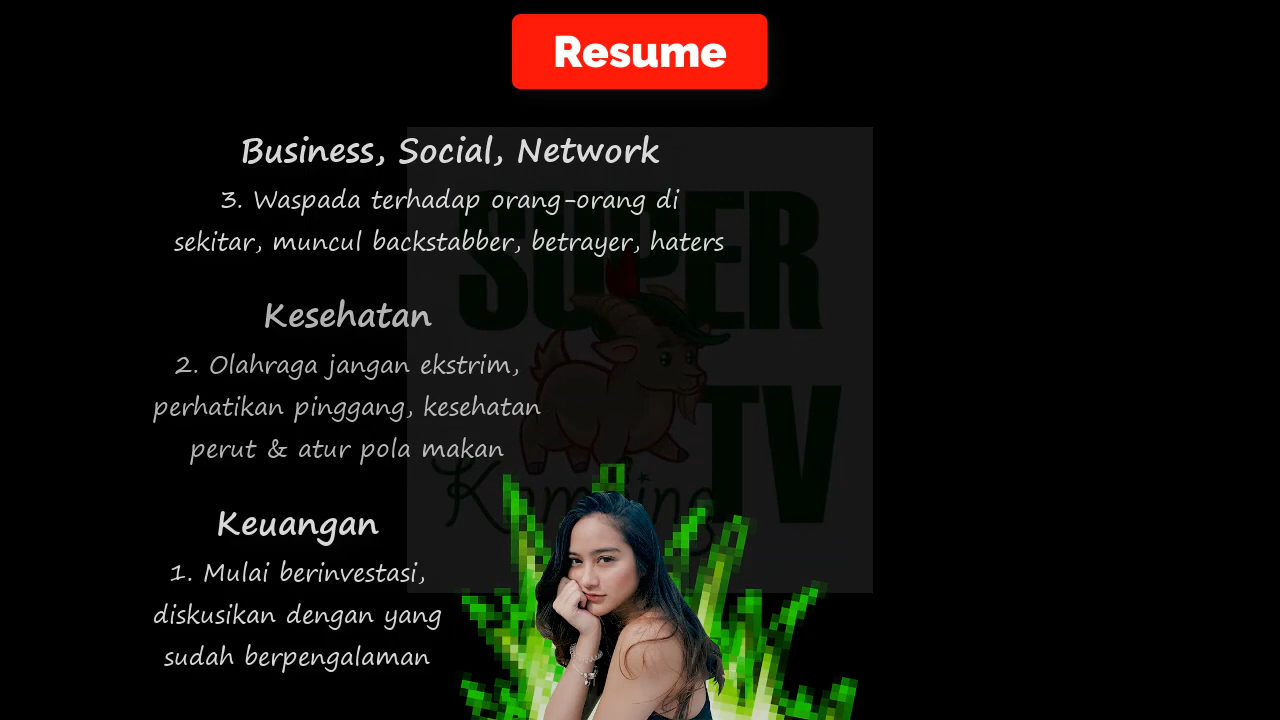 Resume
Business, Social, Network
3. Waspada terhadap orang-orang di
sekitar, muncul backstabber, betrayer, haters
Kesehatan
2. Olahraga jangan ekstrim,
perhatikan pinggang, kesehatan
perut & atur pola makan
Keuangan
1. Mulai berinvestasi,
diskusikan dengan yang
sudah berpengalaman
SUPER
TV